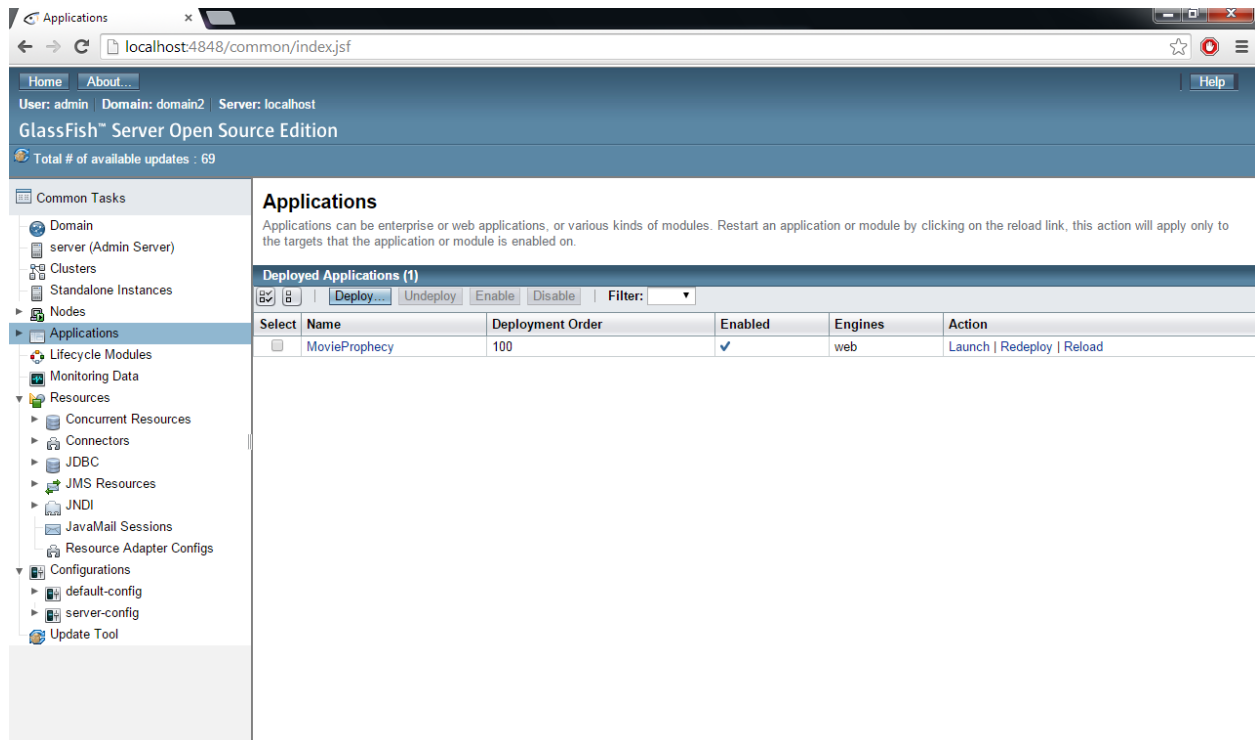 Applications
localhost:4848/common/index.jsf
Home About... Help
User: admin Domain: domain2 Server: localhost
GlassFish™ Server Open Source Edition
Total # of available updates : 69
Common Tasks
Domain
server (Admin Server)
Clusters
Standalone Instances
Nodes
Applications
Lifecycle Modules
Monitoring Data
Resources
Concurrent Resources
Connectors
JDBC
JMS Resources
JNDI
JavaMail Sessions
Resource Adapter Configs
Configurations
default-config
server-config
Update Tool
Applications
Applications can be enterprise or web applications, or various kinds of modules. Restart an application or module by clicking on the reload link, this action will apply only to
the targets that the application or module is enabled on.
Deployed Applications (1)
Deploy... Undeploy Enable Disable | Filter:
Select Name Deployment Order Enabled Engines Action
MovieProphecy 100 web Launch | Redeploy | Reload